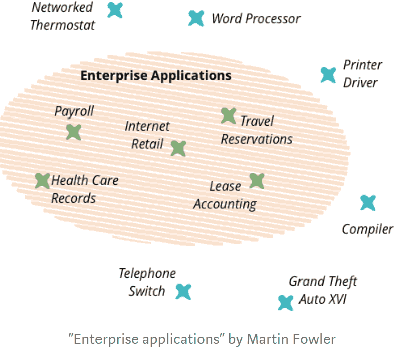 Networked
Thermostat
Word Processor
Printer
Driver
Enterprise Applications
Payroll
Internet
Retail
Travel
Reservations
Health Care
Records
Lease
Accounting
Compiler
Telephone
Switch
Grand Theft
Auto XVI
"Enterprise applications" by Martin Fowler